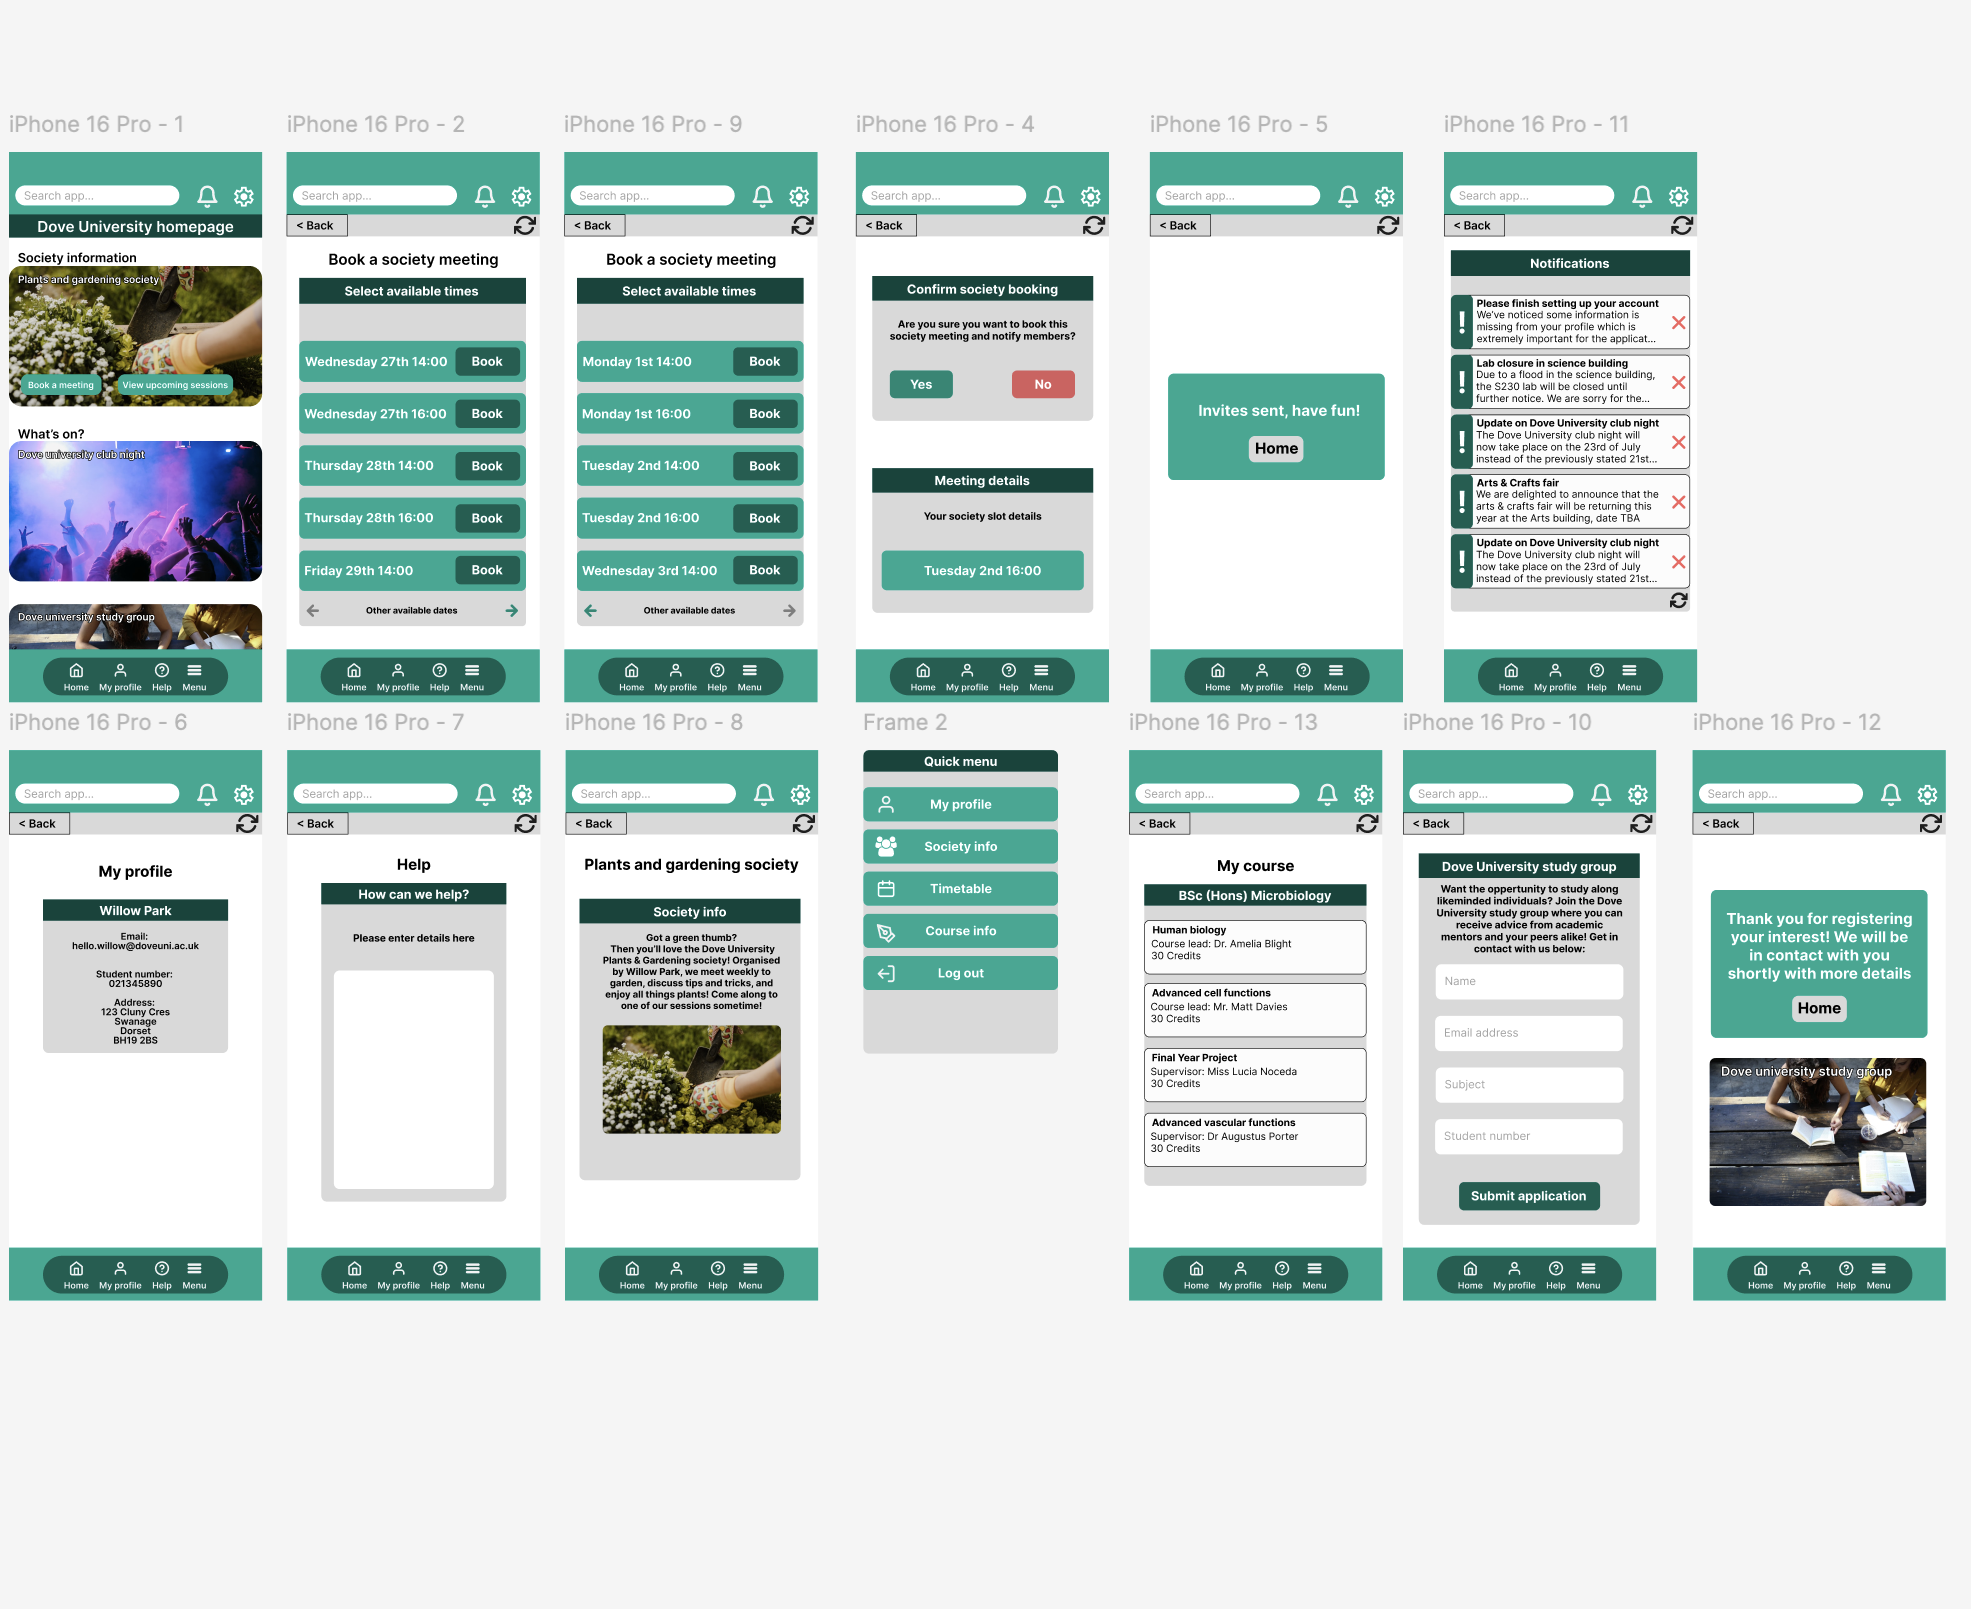 iPhone 16 Pro - 1
Search app...
Dove University homepage
Society information
Plants and gardening society
Book a meeting
View upcoming sessions
What's on?
Dove university club night
Dove university study group
Home
My profile
Help
Menu
iPhone 16 Pro - 2
Search app...
< Back
Book a society meeting
Select available times
Wednesday 27th 14:00
Book
Wednesday 27th 16:00
Book
Thursday 28th 14:00
Book
Thursday 28th 16:00
Book
Friday 29th 14:00
Book
Other available dates
Home
My profile
Help
Menu
iPhone 16 Pro - 9
Search app...
< Back
Book a society meeting
Select available times
Monday 1st 14:00
Book
Monday 1st 16:00
Book
Tuesday 2nd 14:00
Book
Tuesday 2nd 16:00
Book
Wednesday 3rd 14:00
Book
Other available dates
Home
My profile
Help
Menu
iPhone 16 Pro - 4
Search app...
< Back
Confirm society booking
Are you sure you want to book this
society meeting and notify members?
Yes
No
Meeting details
Your society slot details
Tuesday 2nd 16:00
Home
My profile
Help
Menu
iPhone 16 Pro - 5
Search app...
< Back
Invites sent, have fun!
Home
Home
My profile
Help
Menu
iPhone 16 Pro - 11
Search app...
< Back
Notifications
Please finish setting up your account
We've noticed some information is
missing from your profile which is
extremely important for the applicat...
Lab closure in science building
Due to a flood in the science building,
the S230 lab will be closed until
further notice. We are sorry for the...
Update on Dove University club night
The Dove University club night will
now take place on the 23rd of July
instead of the previously stated 21st...
Arts & Crafts fair
We are delighted to announce that the
arts & crafts fair will be returning this
year at the Arts building, date TBA
Update on Dove University club night
The Dove University club night will
now take place on the 23rd of July
instead of the previously stated 21st...
Home
My profile
Help
Menu
iPhone 16 Pro - 6
Search app...
< Back
My profile
Willow Park
Email:
hello.willow@doveuni.ac.uk
Student number:
021345890
Address:
123 Cluny Cres
Swanage
Dorset
BH19 2BS
Home
My profile
Help
Menu
iPhone 16 Pro - 7
Search app...
< Back
Help
How can we help?
Please enter details here
Home
My profile
Help
Menu
iPhone 16 Pro - 8
Search app...
< Back
Plants and gardening society
Society info
Got a green thumb?
Then you'll love the Dove University
Plants & Gardening society! Organised
by Willow Park, we meet weekly to
garden, discuss tips and tricks, and
enjoy all things plants! Come along to
one of our sessions sometime!
Home
My profile
Help
Menu
Frame 2
Quick menu
My profile
Society info
Timetable
Course info
Log out
iPhone 16 Pro - 13
Search app...
< Back
My course
BSc (Hons) Microbiology
Human biology
Course lead: Dr. Amelia Blight
30 Credits
Advanced cell functions
Course lead: Mr. Matt Davies
30 Credits
Final Year Project
Supervisor: Miss Lucia Noceda
30 Credits
Advanced vascular functions
Supervisor: Dr Augustus Porter
30 Credits
Home
My profile
Help
Menu
iPhone 16 Pro - 10
Search app...
< Back
Dove University study group
Want the opportunity to study along
likeminded individuals? Join the Dove
University study group where you can
receive advice from academic
mentors and your peers alike! Get in
contact with us below:
Name
Email address
Subject
Student number
Submit application
Home
My profile
Help
Menu
iPhone 16 Pro - 12
Search app...
< Back
Thank you for registering
your interest! We will be
in contact with you
shortly with more details
Home
Dove university study group
Home
My profile
Help
Menu